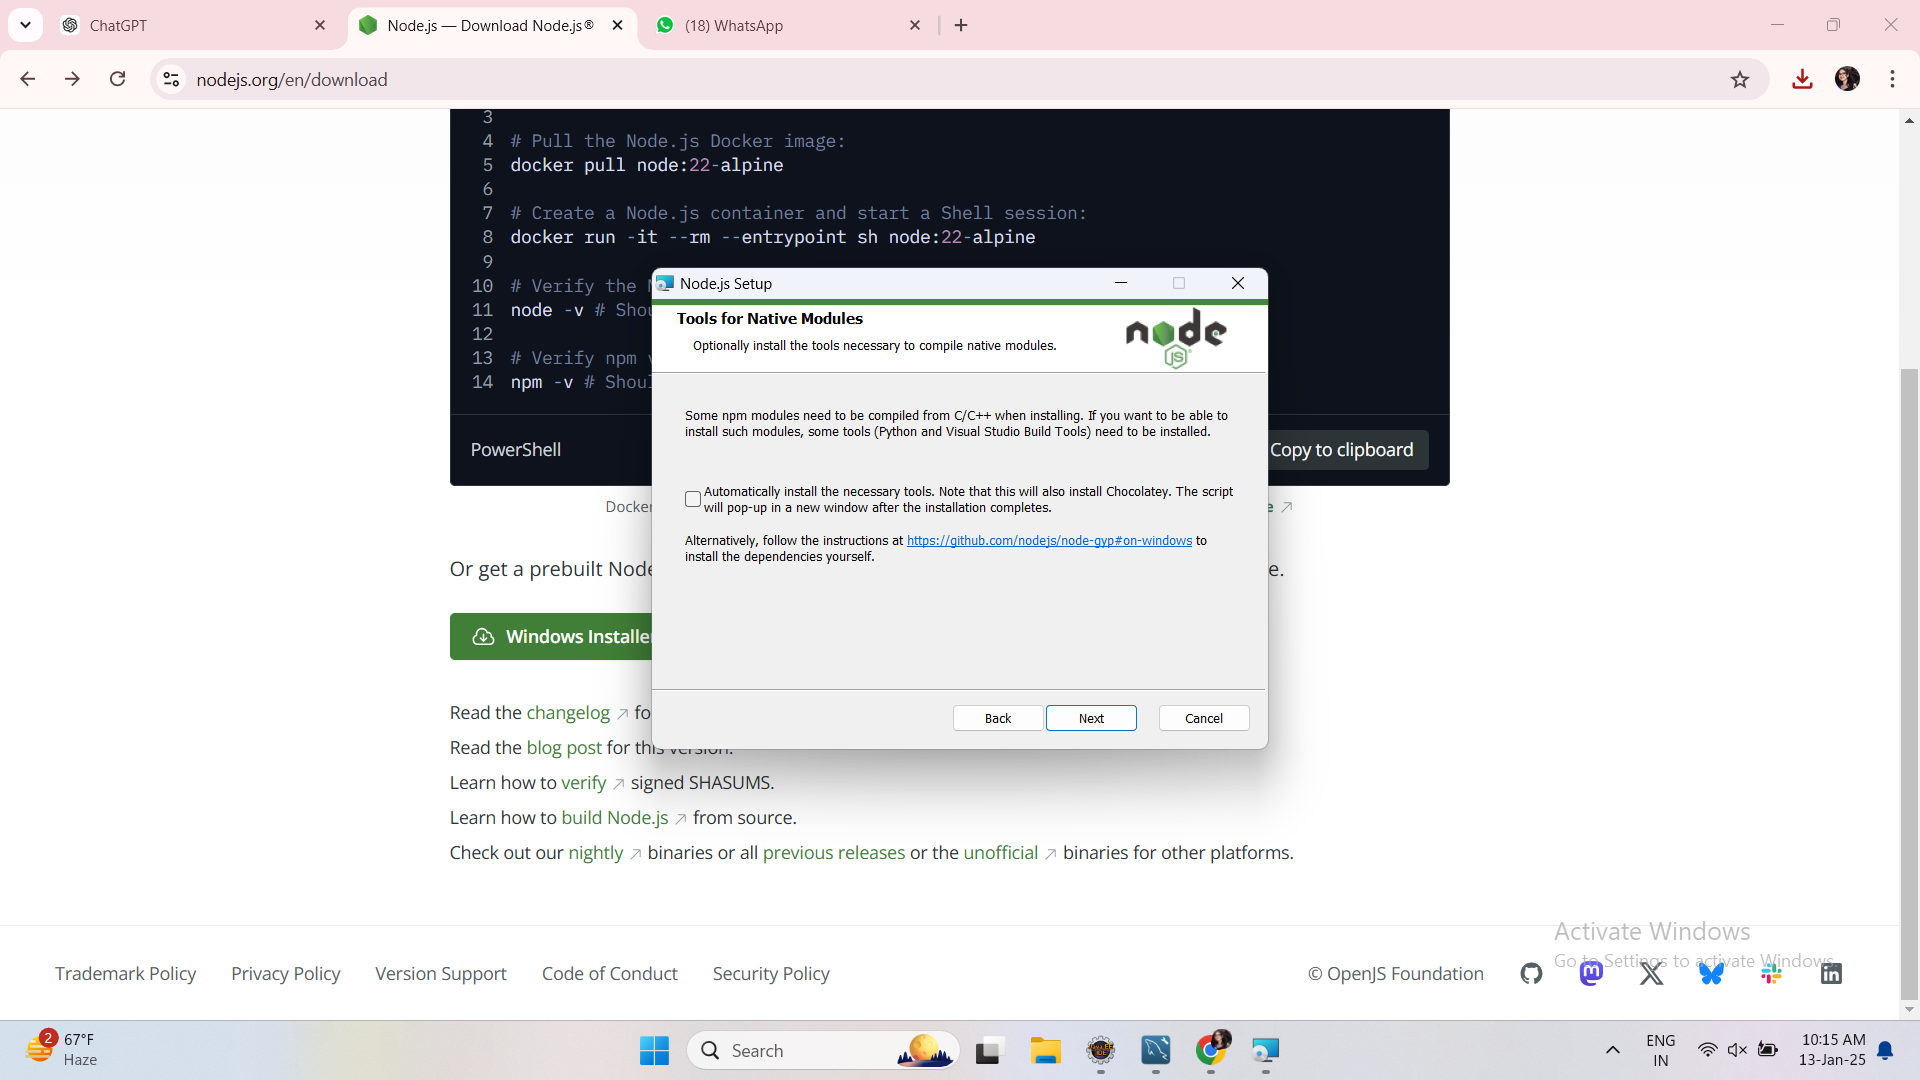 ChatGPT
Node.js — Download Node.js®
(18) WhatsApp
nodejs.org/en/download
3
4 # Pull the Node.js Docker image:
5 docker pull node:22-alpine
6
7 # Create a Node.js container and start a Shell session:
8 docker run -it --rm --entrypoint sh node:22-alpine
9
10 # Verify the
11 node -v # Shou
12
13 # Verify npm
14 npm -v # Shoul
PowerShell
Copy to clipboard
Docker
Or get a prebuilt Node
e.
Windows Installer
Read the changelog fo
Read the blog post for this version.
Learn how to verify signed SHASUMS.
Learn how to build Node.js from source.
Check out our nightly binaries or all previous releases or the unofficial binaries for other platforms.
Node.js Setup
Tools for Native Modules
Optionally install the tools necessary to compile native modules.
node
JS
Some npm modules need to be compiled from C/C++ when installing. If you want to be able to
install such modules, some tools (Python and Visual Studio Build Tools) need to be installed.
Automatically install the necessary tools. Note that this will also install Chocolatey. The script
will pop-up in a new window after the installation completes.
Alternatively, follow the instructions at https://github.com/nodejs/node-gyp#on-windows to
install the dependencies yourself.
Back
Next
Cancel
Activate Windows
Go to Settings to activate Windows.
Trademark Policy
Privacy Policy
Version Support
Code of Conduct
Security Policy
© OpenJS Foundation
2
67°F
Haze
Search
ENG
IN
10:15 AM
13-Jan-25